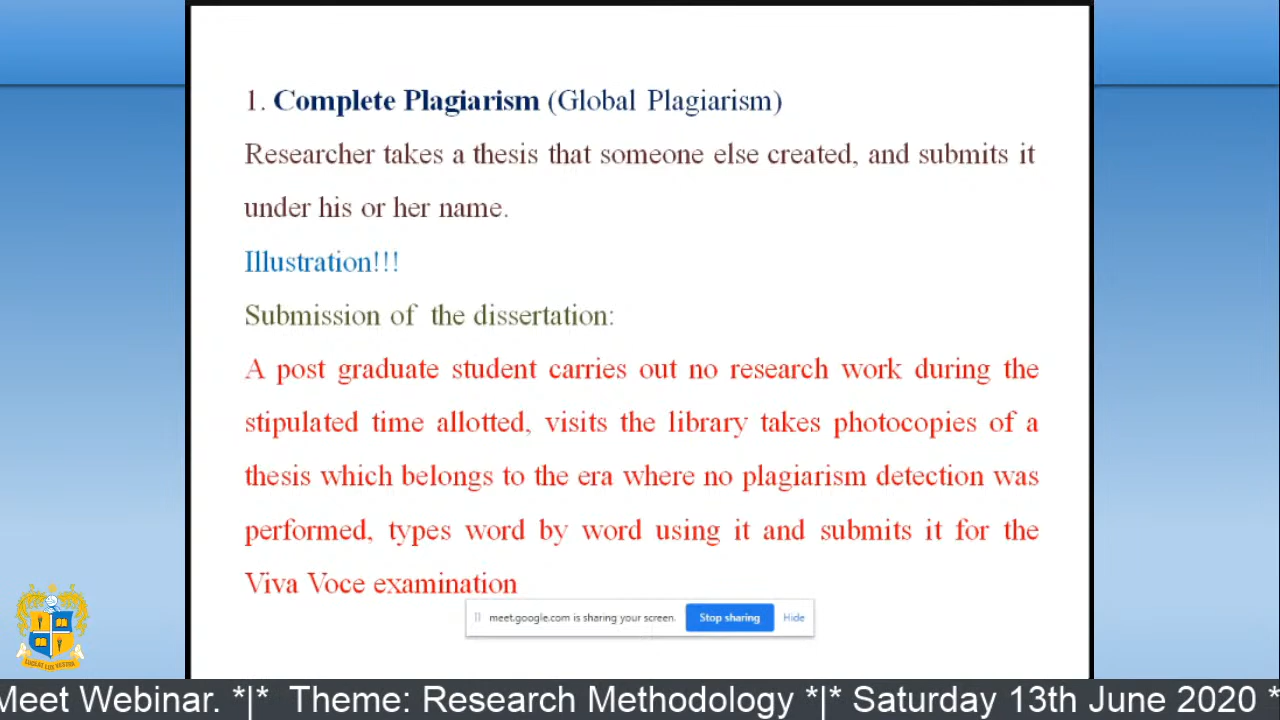 1. Complete Plagiarism (Global Plagiarism)
Researcher takes a thesis that someone else created, and submits it
under his or her name.
Illustration!!!
Submission of the dissertation:
A post graduate student carries out no research work during the
stipulated time allotted, visits the library takes photocopies of a
thesis which belongs to the era where no plagiarism detection was
performed, types word by word using it and submits it for the
Viva Voce examination
meet.google.com is sharing your screen. Stop sharing Hide
LUCEAT LUX VESTRA
Meet Webinar. *|* Theme: Research Methodology *|* Saturday 13th June 2020 *